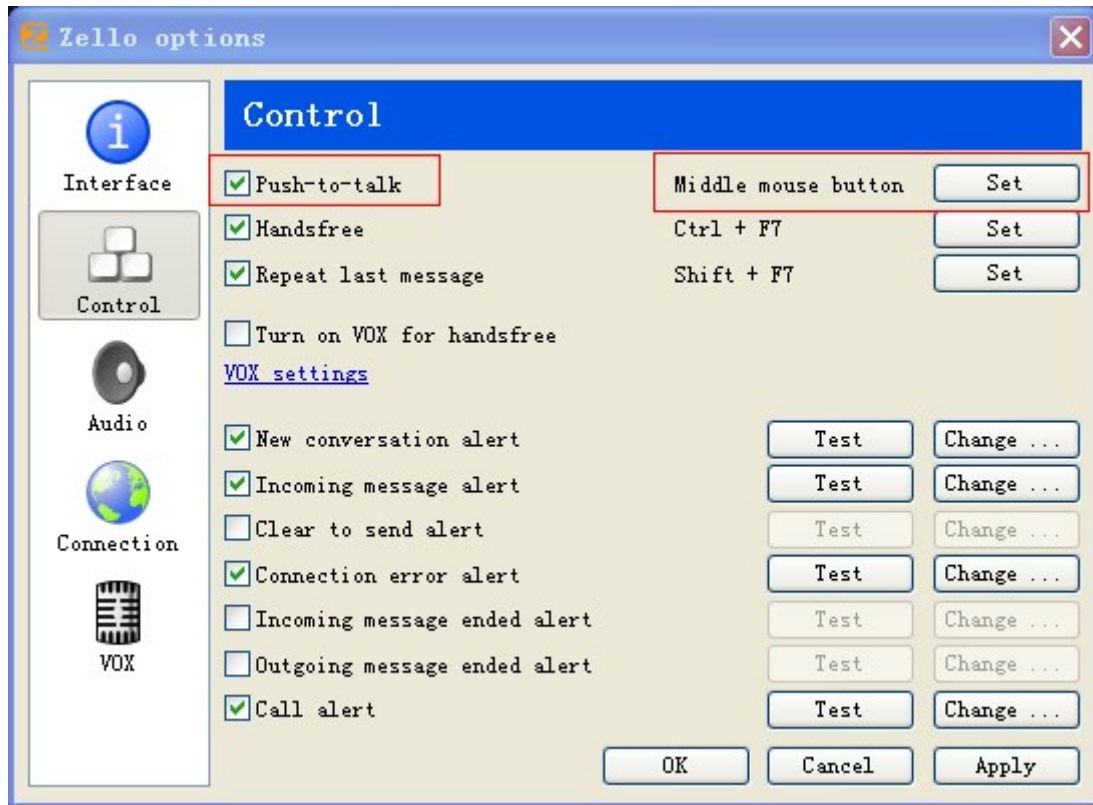 Zello options
Interface
Control
Audio
Connection
VOX
Control
Push-to-talk Middle mouse button Set
Handsfree Ctrl + F7 Set
Repeat last message Shift + F7 Set
Turn on VOX for handsfree
VOX settings
New conversation alert Test Change ...
Incoming message alert Test Change ...
Clear to send alert Test Change ...
Connection error alert Test Change ...
Incoming message ended alert Test Change ...
Outgoing message ended alert Test Change ...
Call alert Test Change ...
OK Cancel Apply